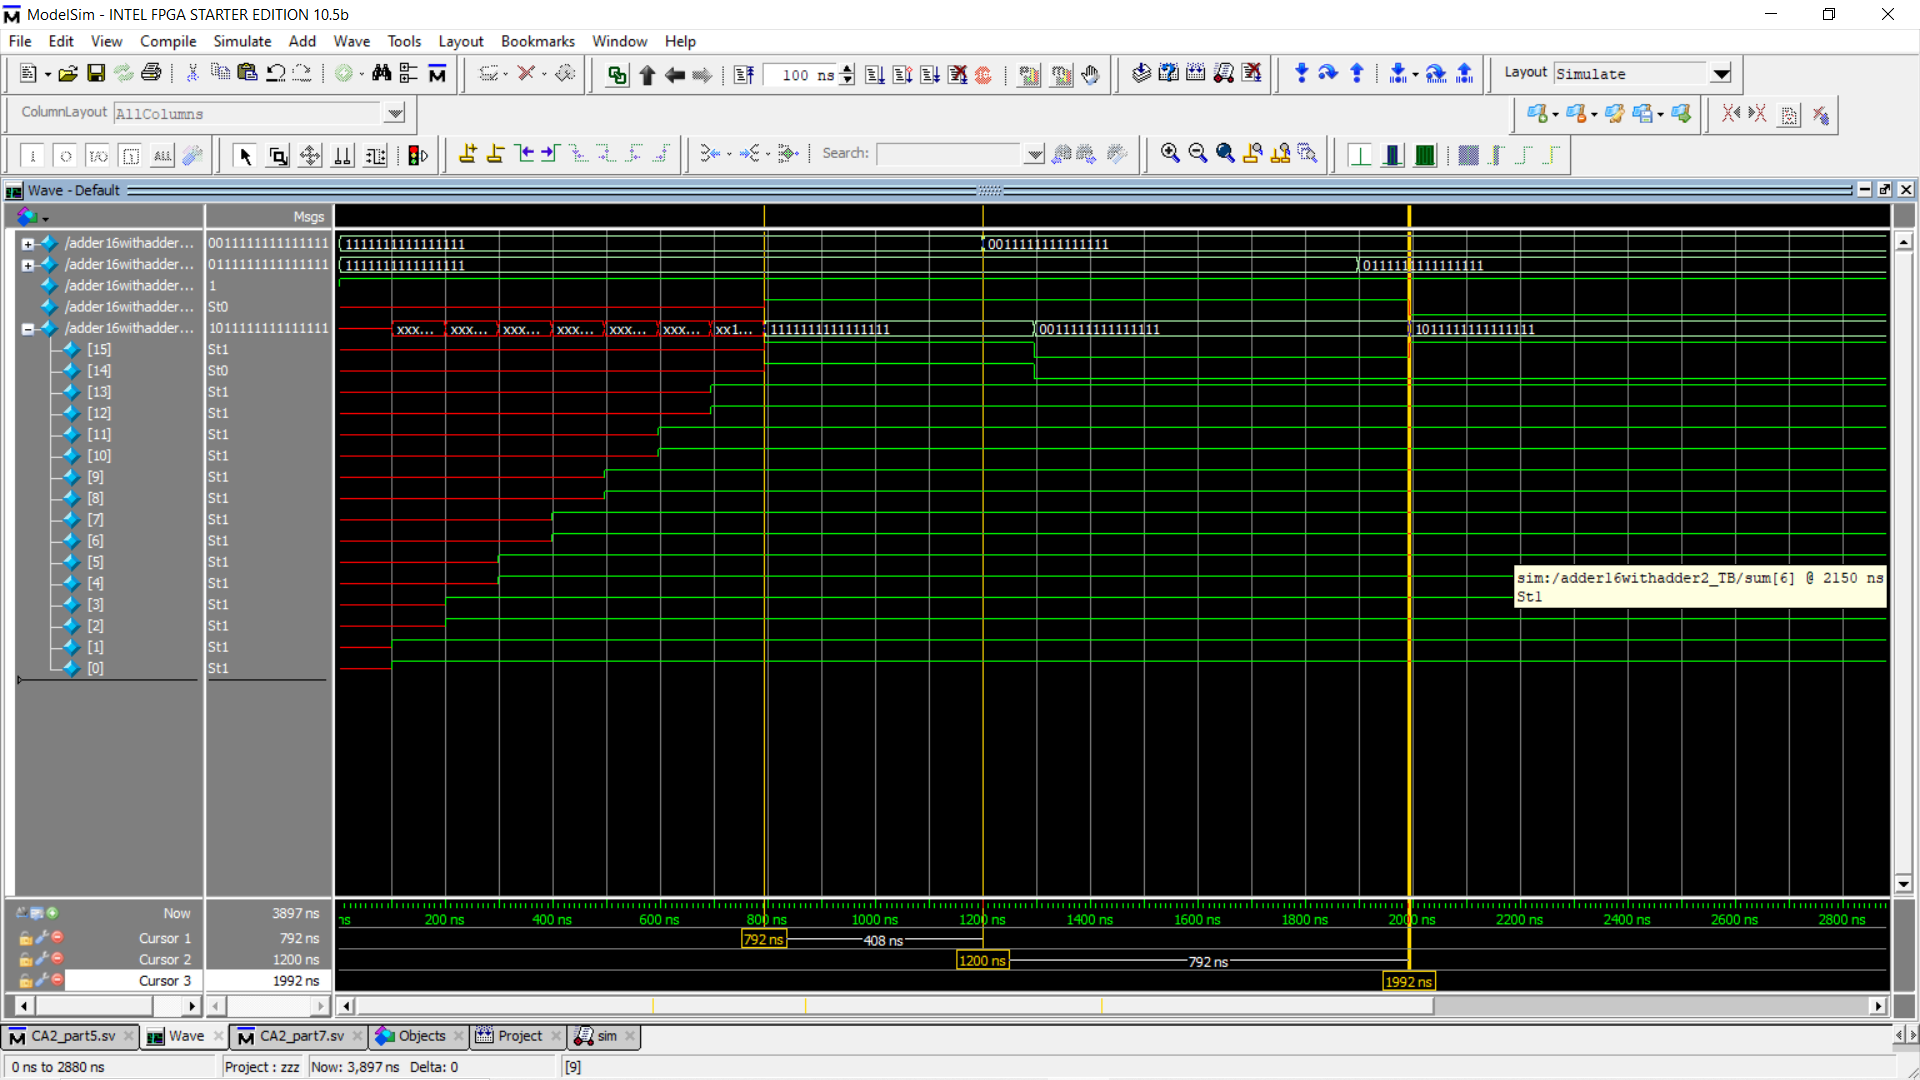 ModelSim - INTEL FPGA STARTER EDITION 10.5b
File Edit View Compile Simulate Add Wave Tools Layout Bookmarks Window Help
100 ns
Layout Simulate
ColumnLayout AllColumns
Search:
Wave - Default
Msgs
/adder16withadder... 0011111111111111 1111111111111111 0011111111111111
/adder16withadder... 0111111111111111 1111111111111111 0111111111111111
/adder16withadder... 1
/adder16withadder... St0
/adder16withadder... 1011111111111111 xxx... xxx... xxx... xxx... xxx... xxx... xx1... 1111111111111111 0011111111111111 1011111111111111
[15] St1
[14] St0
[13] St1
[12] St1
[11] St1
[10] St1
[9] St1
[8] St1
[7] St1
[6] St1
[5] St1
[4] St1
[3] St1
[2] St1
[1] St1
[0] St1
sim:/adder16withadder2_TB/sum[6] @ 2150 ns
St1
Now 3897 ns ns 200 ns 400 ns 600 ns 800 ns 1000 ns 1200 ns 1400 ns 1600 ns 1800 ns 2000 ns 2200 ns 2400 ns 2600 ns 2800 ns
Cursor 1 792 ns 792 ns 408 ns
Cursor 2 1200 ns 1200 ns 792 ns
Cursor 3 1992 ns 1992 ns
CA2_part5.sv Wave CA2_part7.sv Objects Project sim
0 ns to 2880 ns Project : zzz Now: 3,897 ns Delta: 0 [9]